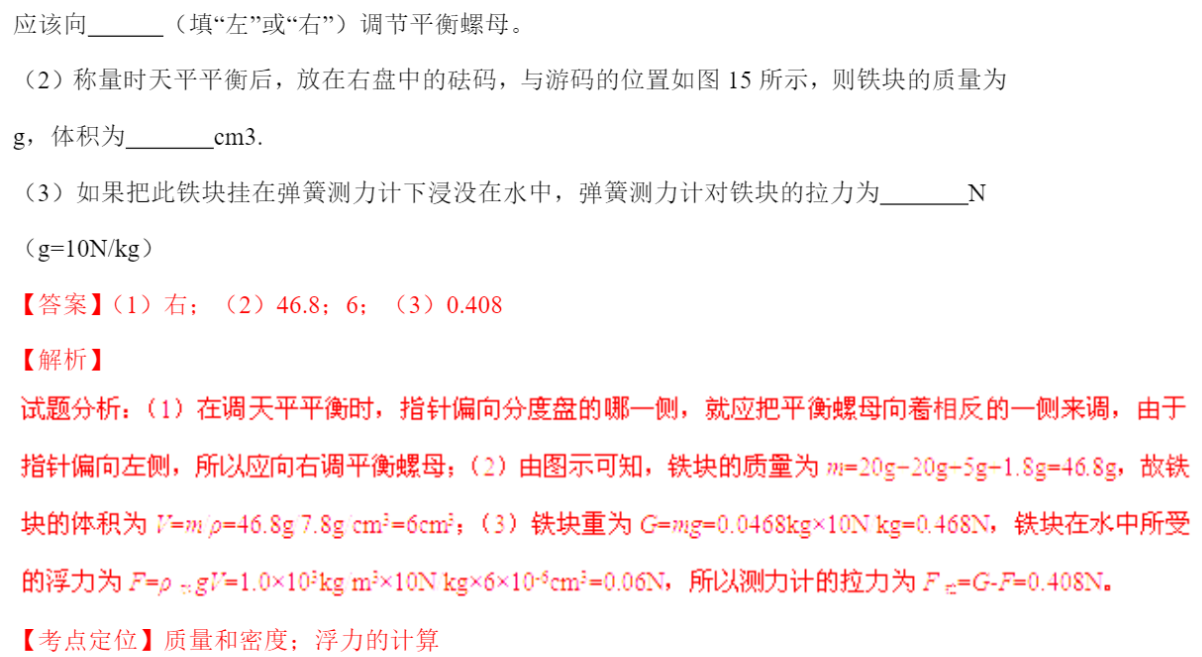 应该向______（填“左”或“右”）调节平衡螺母。
（2）称量时天平平衡后，放在右盘中的砝码，与游码的位置如图 15 所示，则铁块的质量为
g，体积为_______cm3.
（3）如果把此铁块挂在弹簧测力计下浸没在水中，弹簧测力计对铁块的拉力为_______N
（g=10N/kg）
【答案】（1）右；（2）46.8；6；（3）0.408
【解析】
试题分析：（1）在调天平平衡时，指针偏向分度盘的哪一侧，就应把平衡螺母向着相反的一侧来调，由于
指针偏向左侧，所以应向右调平衡螺母；（2）由图示可知，铁块的质量为 m=20g+20g+5g+1.8g=46.8g，故铁
块的体积为 V=m/ρ=46.8g/7.8g/cm³=6cm³；（3）铁块重为 G=mg=0.0468kg×10N/kg=0.468N，铁块在水中所受
的浮力为 F=ρ水gV=1.0×10³kg/m³×10N/kg×6×10⁻⁶cm³=0.06N，所以测力计的拉力为 F拉=G-F=0.408N。
【考点定位】质量和密度；浮力的计算